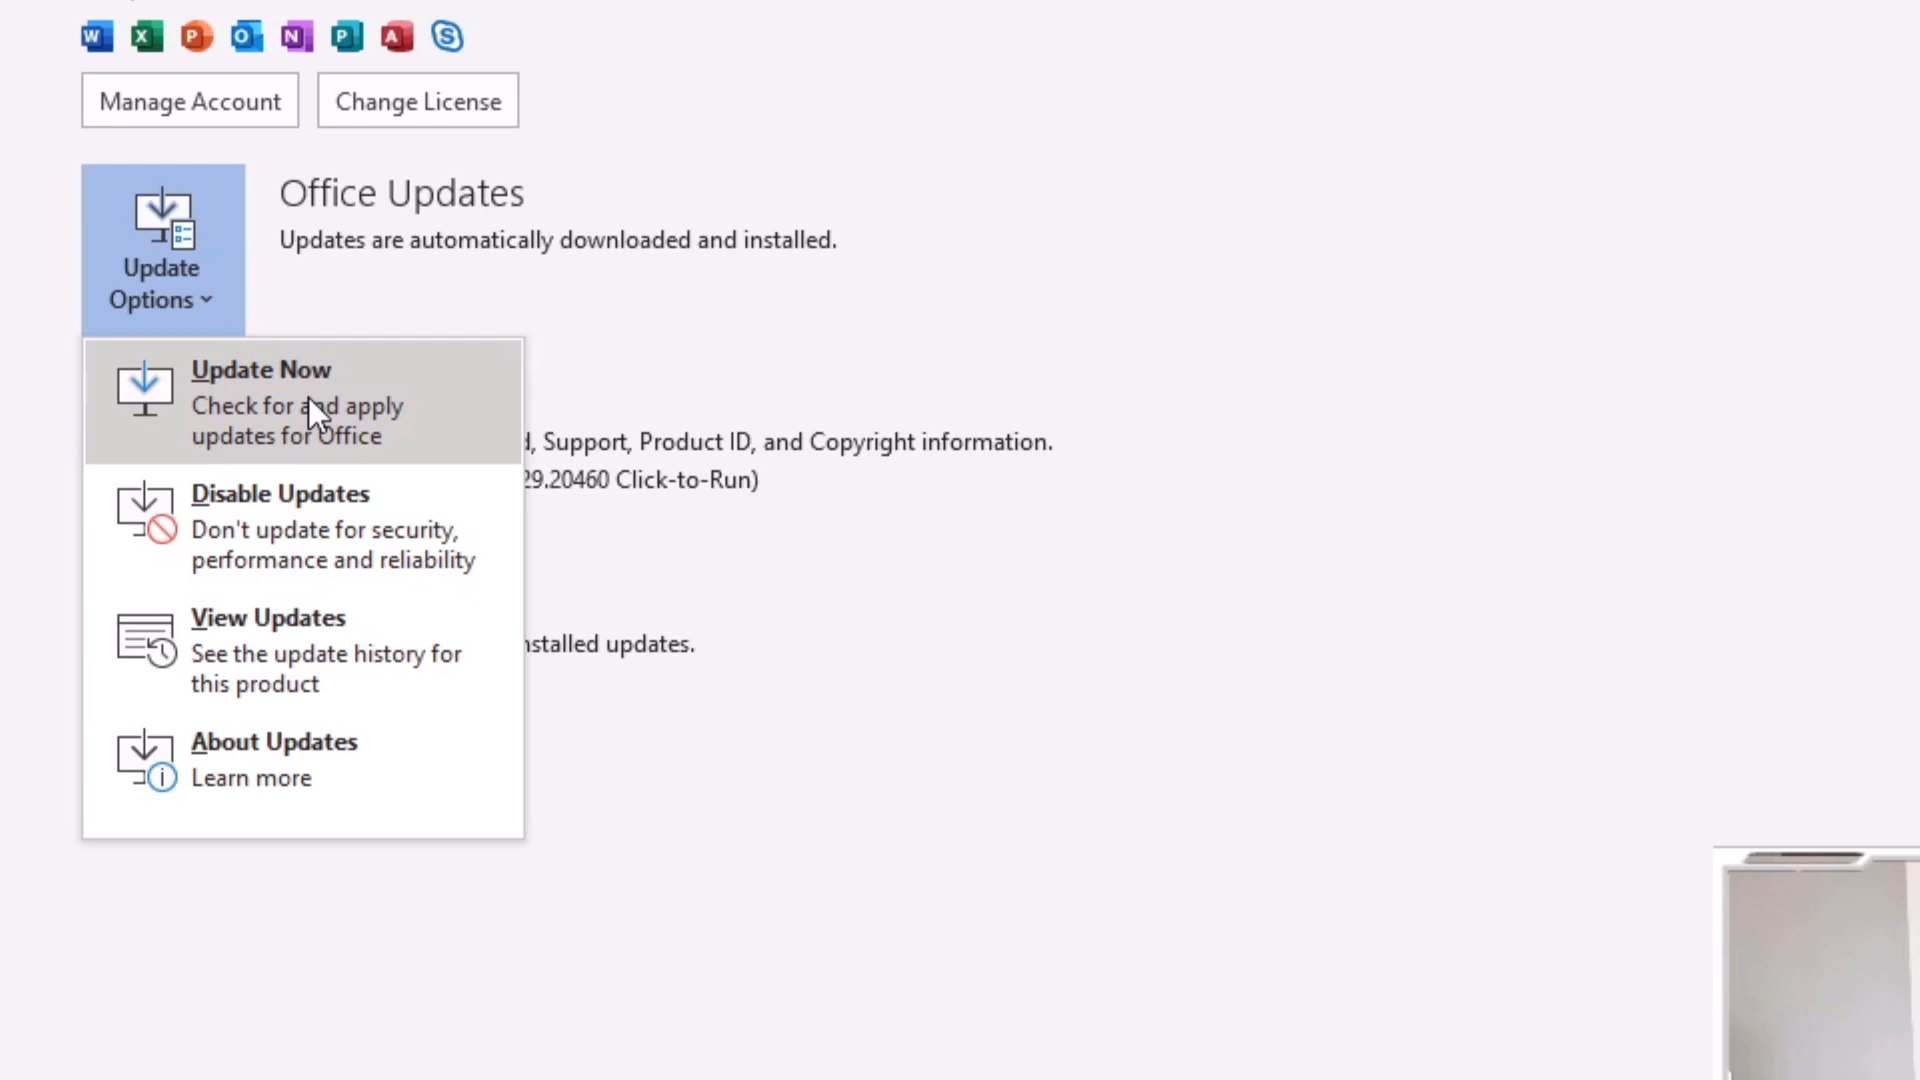 W X P O N P A S
Manage Account Change License
Office Updates
Updates are automatically downloaded and installed.
Update
Options
Update Now
Check for and apply
updates for Office
, Support, Product ID, and Copyright information.
29.20460 Click-to-Run)
Disable Updates
Don't update for security,
performance and reliability
View Updates
See the update history for
this product
nstalled updates.
About Updates
Learn more